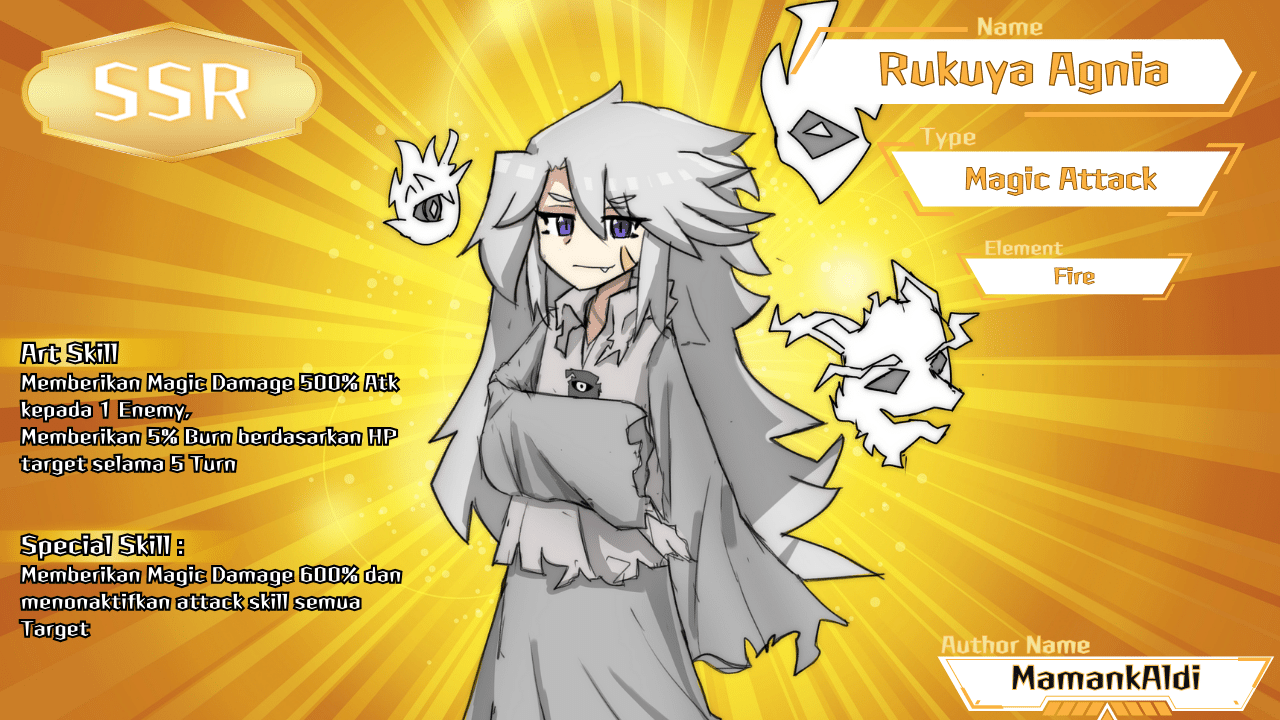 SSR
Name
Rukuya Agnia
Type
Magic Attack
Element
Fire
Art Skill
Memberikan Magic Damage 500% Atk
kepada 1 Enemy,
Memberikan 5% Burn berdasarkan HP
target selama 5 Turn
Special Skill :
Memberikan Magic Damage 600% dan
menonaktifkan attack skill semua
Target
Author Name
MamankAldi